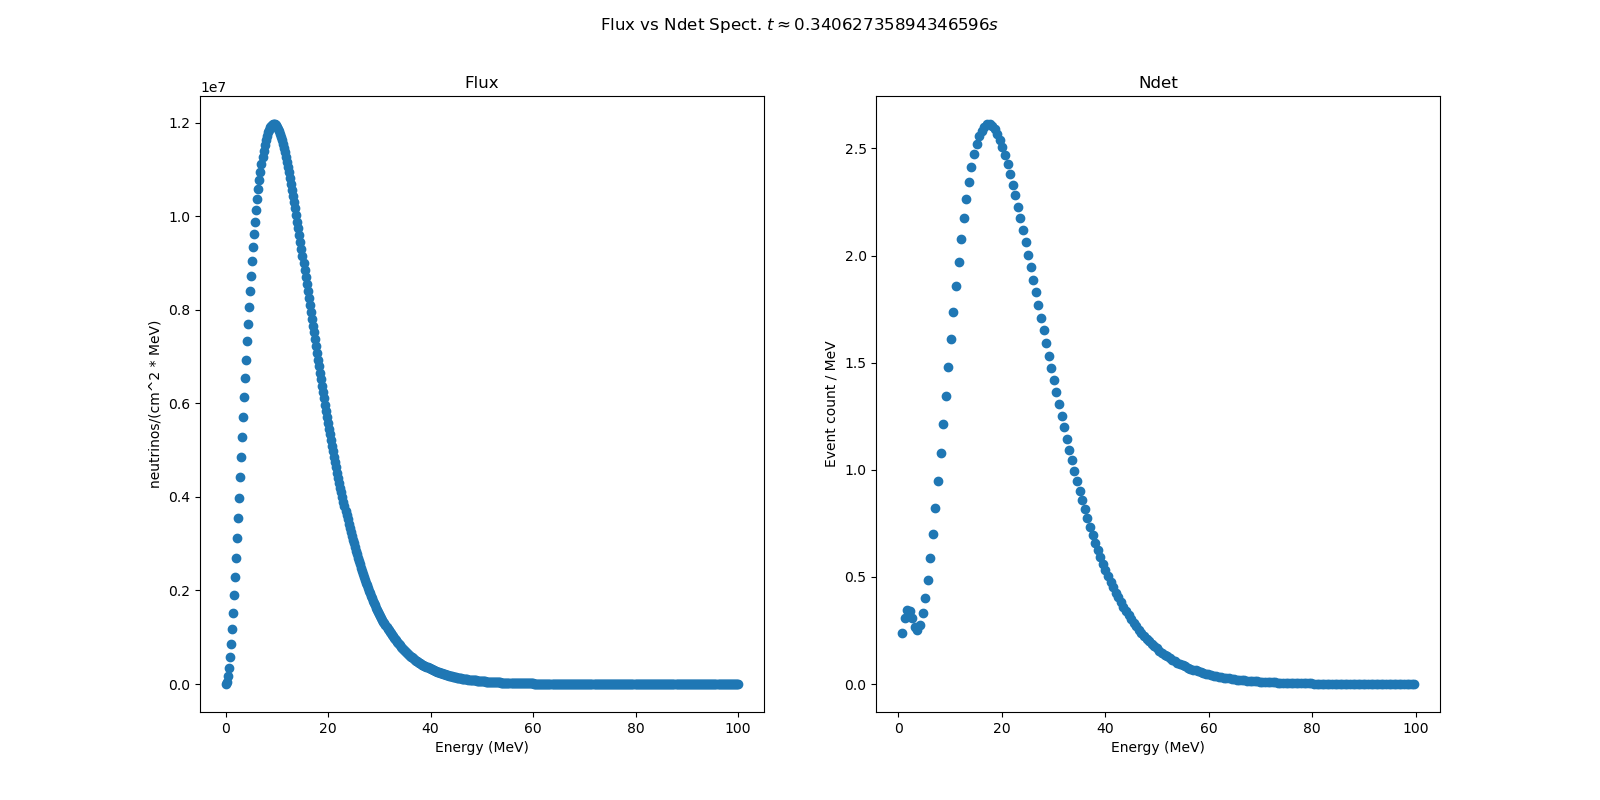 Flux vs Ndet Spect. t ≈ 0.34062735894346596s
Flux
1e7
1.2
1.0
0.8
0.6
0.4
0.2
0.0
neutrinos/(cm^2 * MeV)
0 20 40 60 80 100
Energy (MeV)
Ndet
2.5
2.0
1.5
1.0
0.5
0.0
Event count / MeV
0 20 40 60 80 100
Energy (MeV)